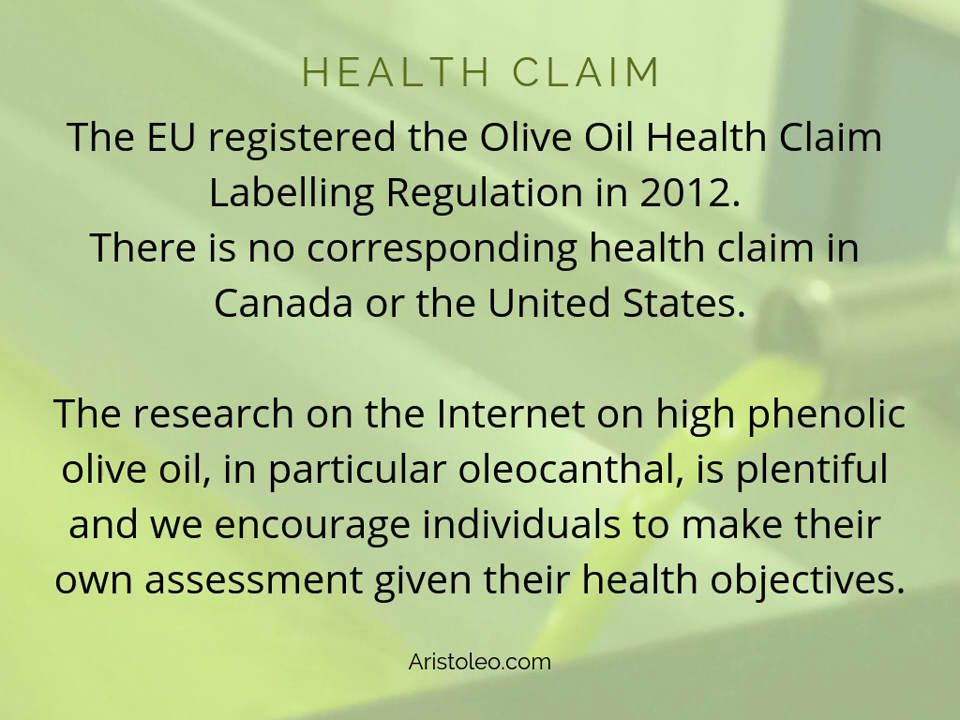 HEALTH CLAIM
The EU registered the Olive Oil Health Claim
Labelling Regulation in 2012.
There is no corresponding health claim in
Canada or the United States.
The research on the Internet on high phenolic
olive oil, in particular oleocanthal, is plentiful
and we encourage individuals to make their
own assessment given their health objectives.
Aristoleo.com